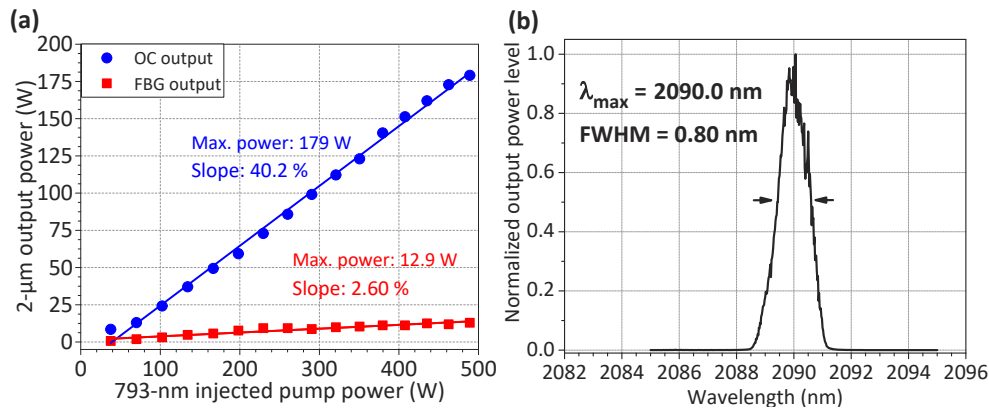 (a)
2-µm output power (W)
200
175
150
125
100
75
50
25
0
OC output
FBG output
Max. power: 179 W
Slope: 40.2 %
Max. power: 12.9 W
Slope: 2.60 %
0 100 200 300 400 500
793-nm injected pump power (W)
(b)
Normalized output power level
1.0
0.8
0.6
0.4
0.2
0.0
λmax = 2090.0 nm
FWHM = 0.80 nm
2082 2084 2086 2088 2090 2092 2094 2096
Wavelength (nm)